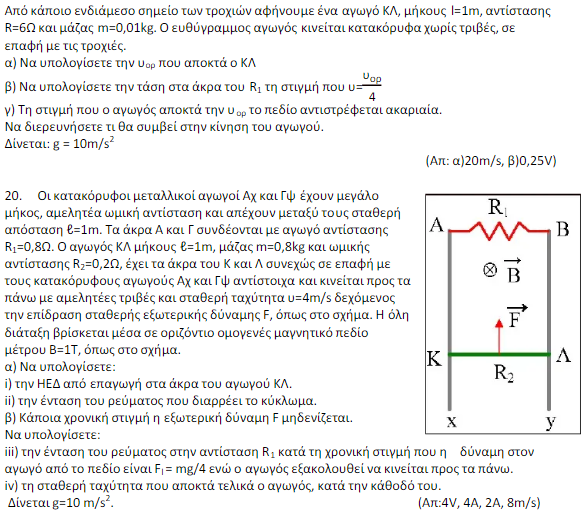 Από κάποιο ενδιάμεσο σημείο των τροχιών αφήνουμε ένα αγωγό ΚΛ, μήκους l=1m, αντίστασης
R=6Ω και μάζας m=0,01kg. Ο ευθύγραμμος αγωγός κινείται κατακόρυφα χωρίς τριβές, σε
επαφή με τις τροχιές.
α) Να υπολογίσετε την υορ που αποκτά ο ΚΛ
β) Να υπολογίσετε την τάση στα άκρα του R1 τη στιγμή που υ=υορ/4
γ) Τη στιγμή που ο αγωγός αποκτά την υορ το πεδίο αντιστρέφεται ακαριαία.
Να διερευνήσετε τι θα συμβεί στην κίνηση του αγωγού.
Δίνεται: g = 10m/s²
(Απ: α)20m/s, β)0,25V)
20. Οι κατακόρυφοι μεταλλικοί αγωγοί Αχ και Γψ έχουν μεγάλο
μήκος, αμελητέα ωμική αντίσταση και απέχουν μεταξύ τους σταθερή
απόσταση ℓ=1m. Τα άκρα Α και Γ συνδέονται με αγωγό αντίστασης
R1=0,8Ω. Ο αγωγός ΚΛ μήκους ℓ=1m, μάζας m=0,8kg και ωμικής
αντίστασης R2=0,2Ω, έχει τα άκρα του Κ και Λ συνεχώς σε επαφή με
τους κατακόρυφους αγωγούς Αχ και Γψ αντίστοιχα και κινείται προς τα
πάνω με αμελητέες τριβές και σταθερή ταχύτητα υ=4m/s δεχόμενος
την επίδραση σταθερής εξωτερικής δύναμης F, όπως στο σχήμα. Η όλη
διάταξη βρίσκεται μέσα σε οριζόντιο ομογενές μαγνητικό πεδίο
μέτρου Β=1Τ, όπως στο σχήμα.
α) Να υπολογίσετε:
i) την ΗΕΔ από επαγωγή στα άκρα του αγωγού ΚΛ.
ii) την ένταση του ρεύματος που διαρρέει το κύκλωμα.
β) Κάποια χρονική στιγμή η εξωτερική δύναμη F μηδενίζεται.
Να υπολογίσετε:
iii) την ένταση του ρεύματος στην αντίσταση R1 κατά τη χρονική στιγμή που η δύναμη στον
αγωγό από το πεδίο είναι Fl = mg/4 ενώ ο αγωγός εξακολουθεί να κινείται προς τα πάνω.
iv) τη σταθερή ταχύτητα που αποκτά τελικά ο αγωγός, κατά την κάθοδό του.
Δίνεται g=10 m/s².
(Απ:4V, 4A, 2A, 8m/s)
R1
A
B
B
F
K
Λ
R2
x
y